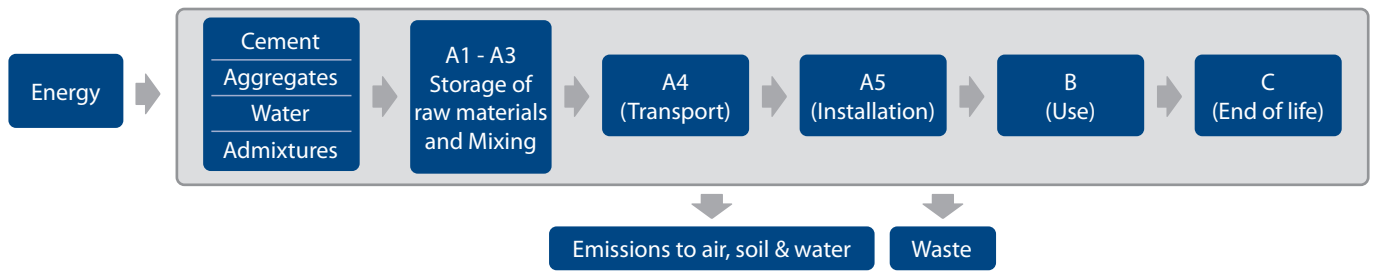 Energy
Cement
Aggregates
Water
Admixtures
A1 - A3
Storage of
raw materials
and Mixing
A4
(Transport)
A5
(Installation)
B
(Use)
C
(End of life)
Emissions to air, soil & water
Waste